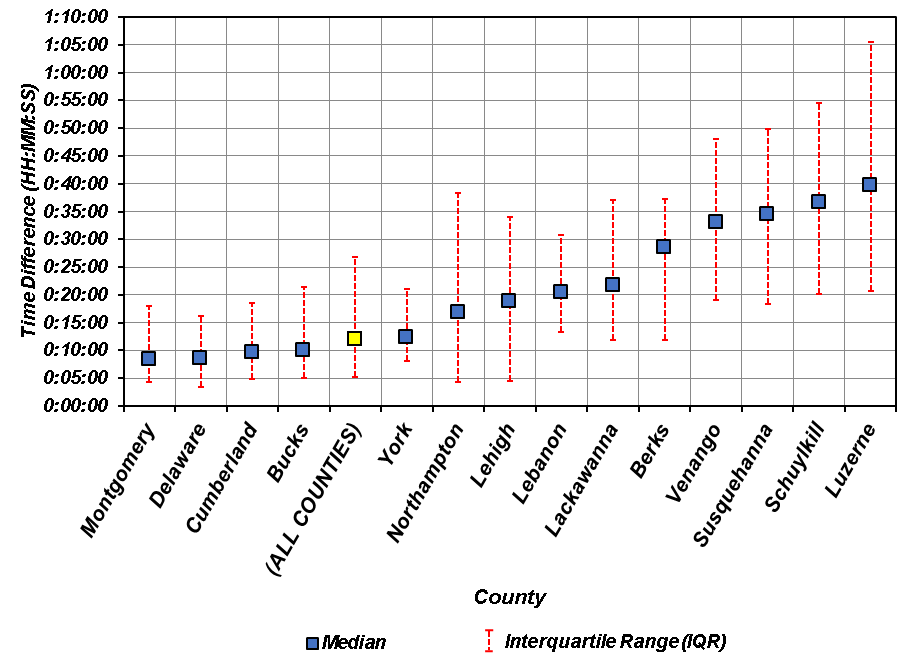 1:10:00
1:05:00
1:00:00
0:55:00
0:50:00
0:45:00
0:40:00
0:35:00
0:30:00
0:25:00
0:20:00
0:15:00
0:10:00
0:05:00
0:00:00
Time Difference (HH:MM:SS)
Montgomery
Delaware
Cumberland
Bucks
(ALL COUNTIES)
York
Northampton
Lehigh
Lebanon
Lackawanna
Berks
Venango
Susquehanna
Schuylkill
Luzerne
County
Median
Interquartile Range (IQR)